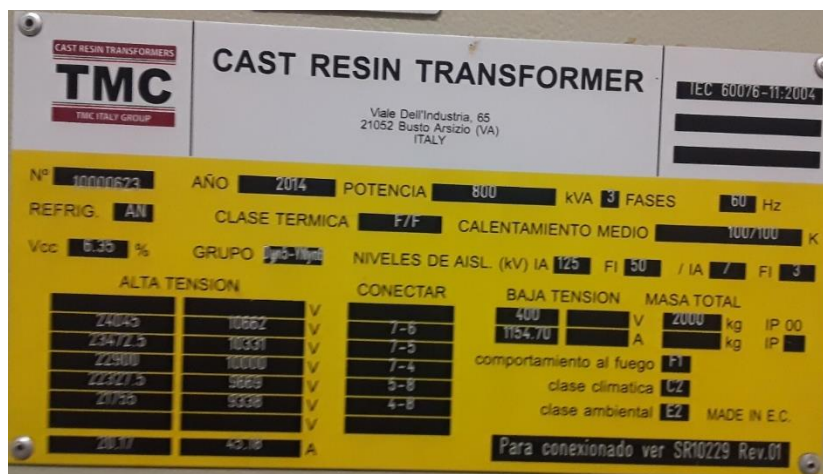 CAST RESIN TRANSFORMERS
TMC
TMC ITALY GROUP
CAST RESIN TRANSFORMER
Viale Dell'Industria, 65
21052 Busto Arsizio (VA)
ITALY
IEC 60076-11:2004
Nº 10000623 AÑO 2014 POTENCIA 800 kVA 3 FASES 60 Hz
REFRIG. AN CLASE TERMICA F/F CALENTAMIENTO MEDIO 100/100 K
Vcc 6.35 % GRUPO NIVELES DE AISL. (kV) IA 125 FI 50 / IA / FI 3
ALTA TENSION CONECTAR BAJA TENSION MASA TOTAL
V 400 V 2000 kg IP 00
24045 10662 V 7-6 1154.70 A kg IP
23472.5 10331 V 7-5
22900 10000 V 7-4 comportamiento al fuego F1
22327.5 9669 V 5-8 clase climatica C2
21755 9338 V 4-8 clase ambiental E2 MADE IN E.C.
V
20.17 A
Para conexionado ver SR10229 Rev.01